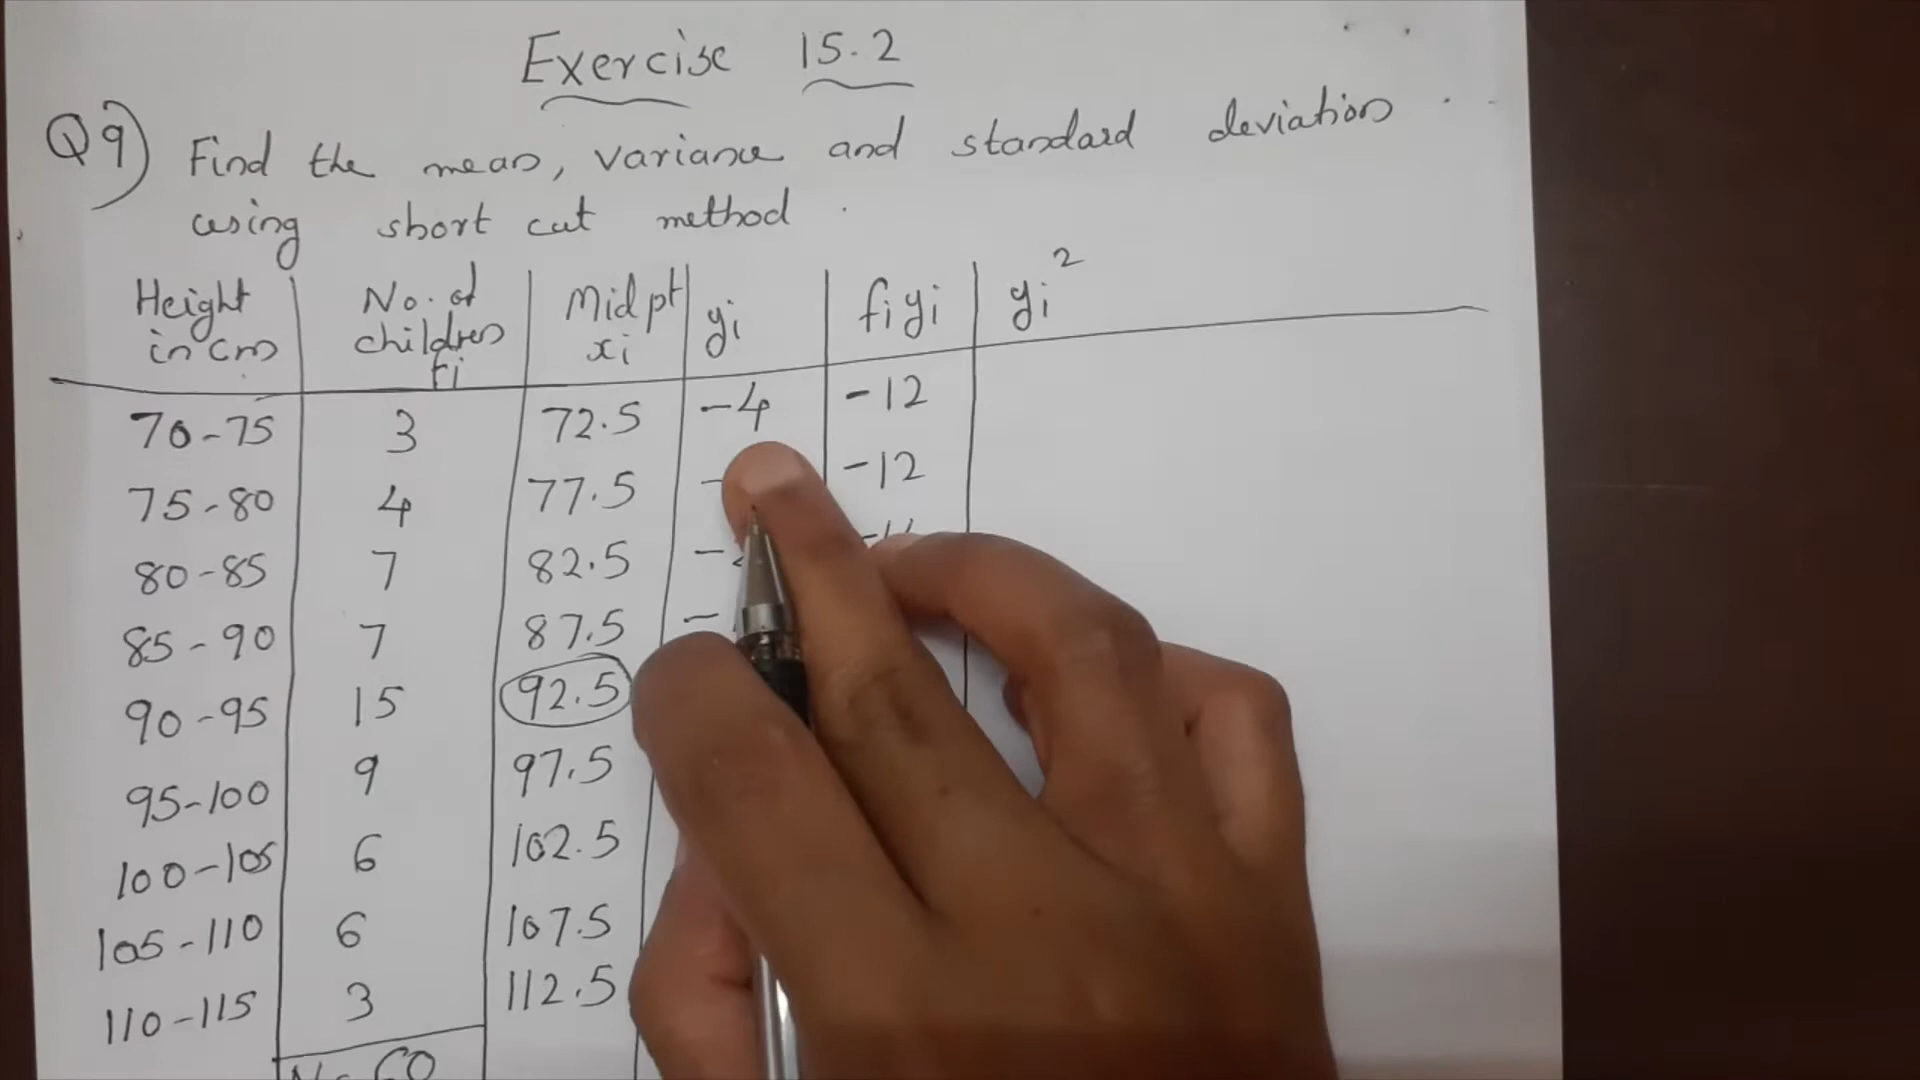 Exercise 15.2
Q9) Find the mean, variance and standard deviation
using short cut method.
Height in cm | No. of children fi | Mid pt xi | yi | fiyi | yi²
70-75 3 72.5 -4 -12
75-80 4 77.5 - -12
80-85 7 82.5 -
85-90 7 87.5 -
90-95 15 92.5
95-100 9 97.5
100-105 6 102.5
105-110 6 107.5
110-115 3 112.5